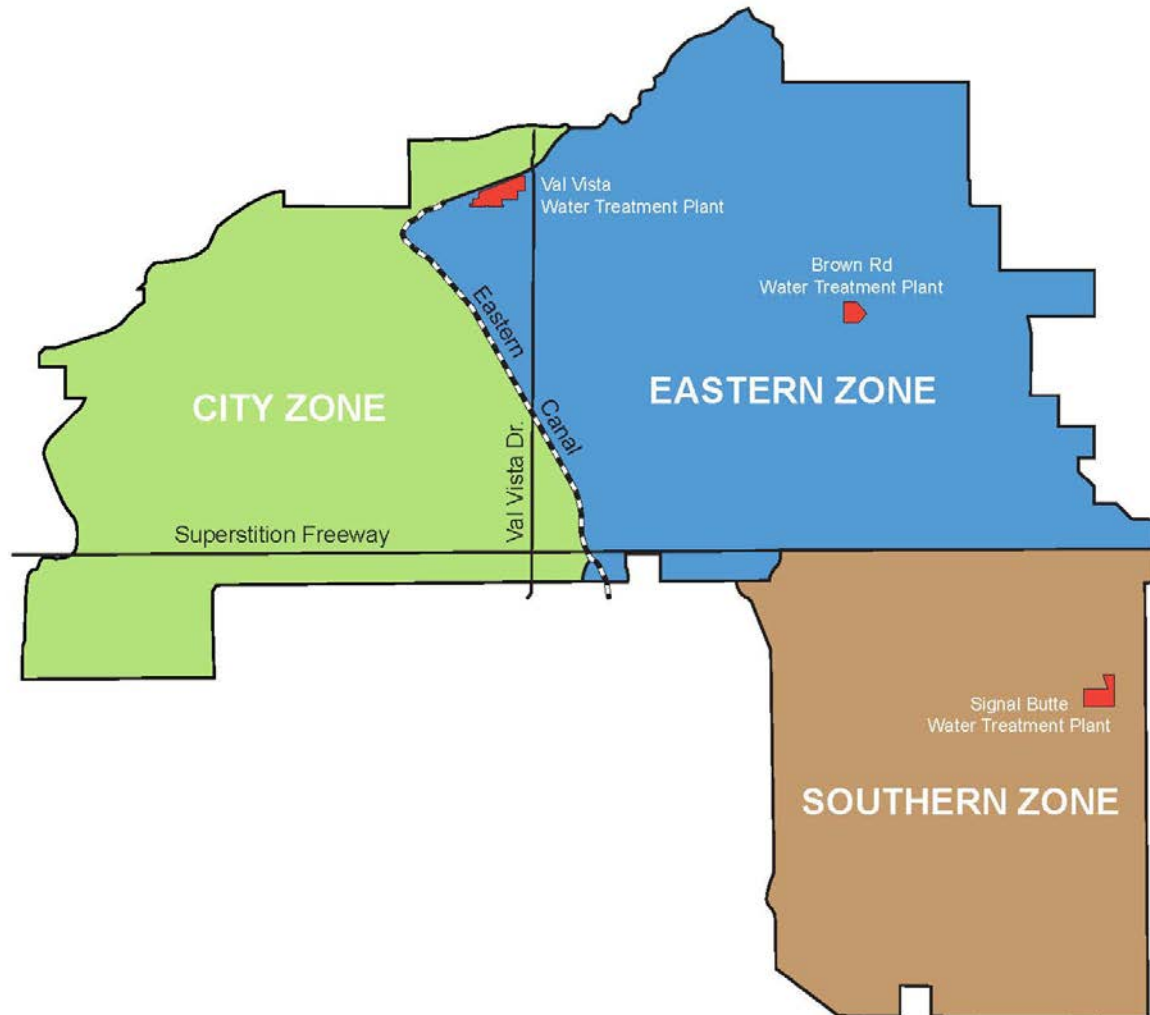 Val Vista
Water Treatment Plant
Brown Rd
Water Treatment Plant
Eastern
Canal
EASTERN ZONE
CITY ZONE
Val Vista Dr.
Superstition Freeway
Signal Butte
Water Treatment Plant
SOUTHERN ZONE